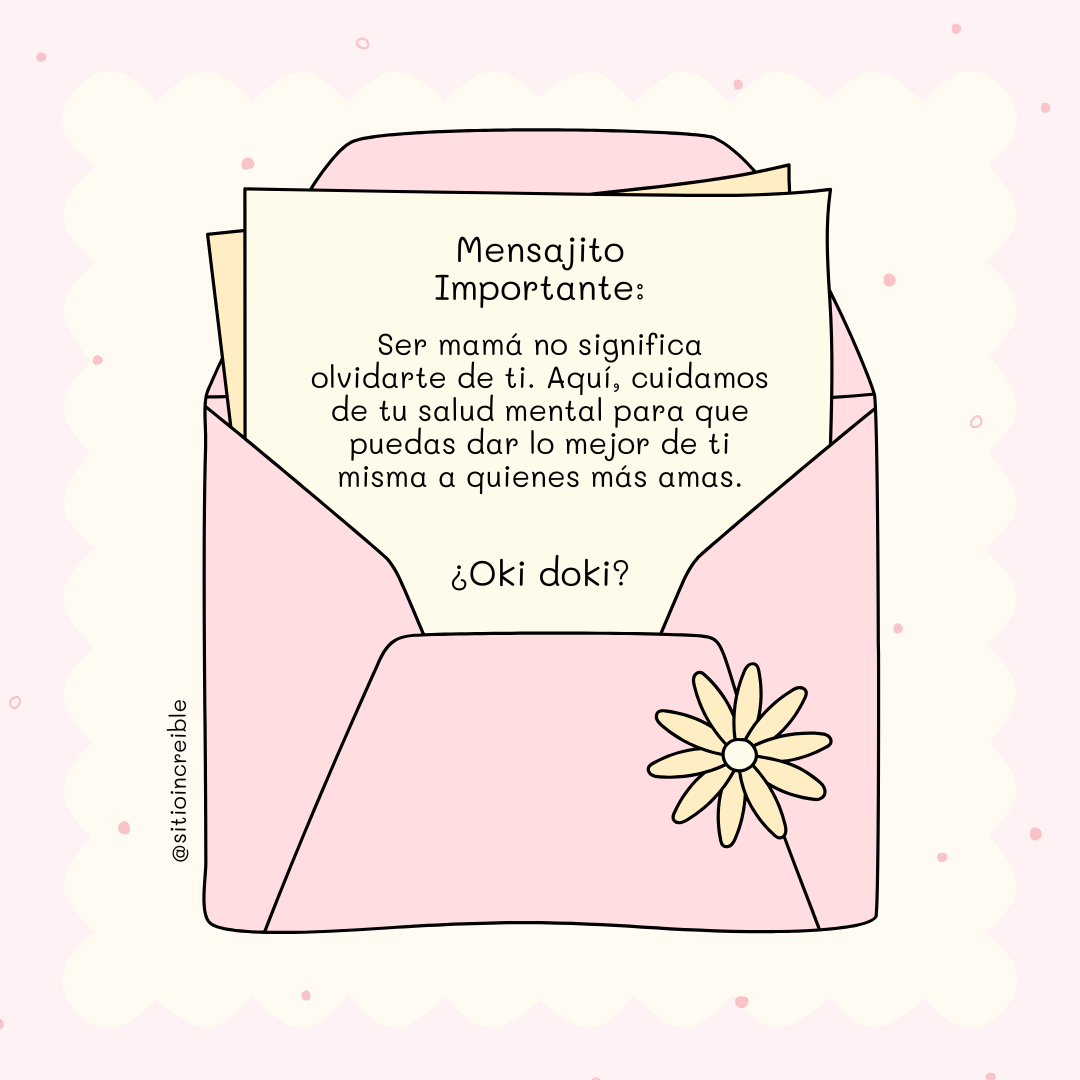 Mensajito
Importante:
Ser mamá no significa
olvidarte de ti. Aquí, cuidamos
de tu salud mental para que
puedas dar lo mejor de ti
misma a quienes más amas.
¿Oki doki?
@sitioincreible